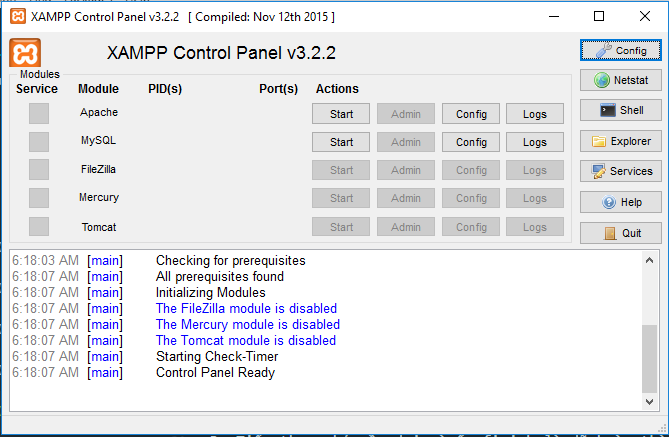 XAMPP Control Panel v3.2.2 [ Compiled: Nov 12th 2015 ]
XAMPP Control Panel v3.2.2
Config
Modules
Service Module PID(s) Port(s) Actions
Netstat
Apache Start Admin Config Logs
Shell
MySQL Start Admin Config Logs
Explorer
FileZilla Start Admin Config Logs
Services
Mercury Start Admin Config Logs
Help
Tomcat Start Admin Config Logs
Quit
6:18:03 AM [main] Checking for prerequisites
6:18:07 AM [main] All prerequisites found
6:18:07 AM [main] Initializing Modules
6:18:07 AM [main] The FileZilla module is disabled
6:18:07 AM [main] The Mercury module is disabled
6:18:07 AM [main] The Tomcat module is disabled
6:18:07 AM [main] Starting Check-Timer
6:18:07 AM [main] Control Panel Ready